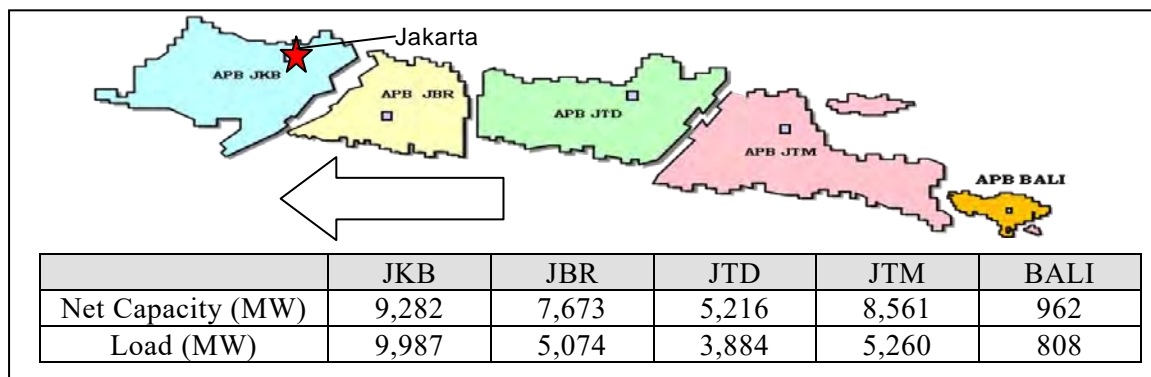 Jakarta
APB JKB
APB JBR
APB JTD
APB JTM
APB BALI
JKB JBR JTD JTM BALI
Net Capacity (MW) 9,282 7,673 5,216 8,561 962
Load (MW) 9,987 5,074 3,884 5,260 808